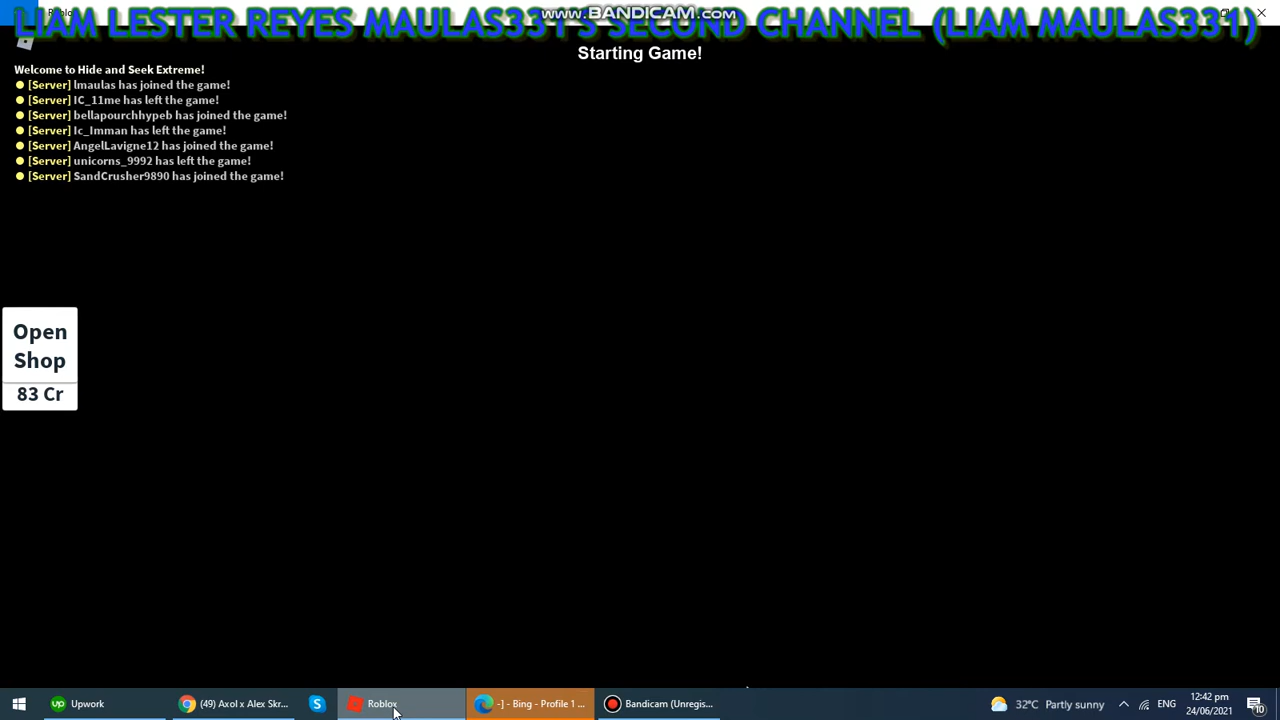 Roblox
WWW.BANDICAM.COM
LIAM LESTER REYES MAULAS331'S SECOND CHANNEL (LIAM MAULAS331)
Starting Game!
Welcome to Hide and Seek Extreme!
[Server] lmaulas has joined the game!
[Server] IC_11me has left the game!
[Server] bellapourchhypeb has joined the game!
[Server] Ic_Imman has left the game!
[Server] AngelLavigne12 has joined the game!
[Server] unicorns_9992 has left the game!
[Server] SandCrusher9890 has joined the game!
Open
Shop
83 Cr
up Upwork
(49) Axol x Alex Skr...
S
Roblox
-] - Bing - Profile 1 ...
Bandicam (Unregis...
32°C Partly sunny
ENG
12:42 pm
24/06/2021
10